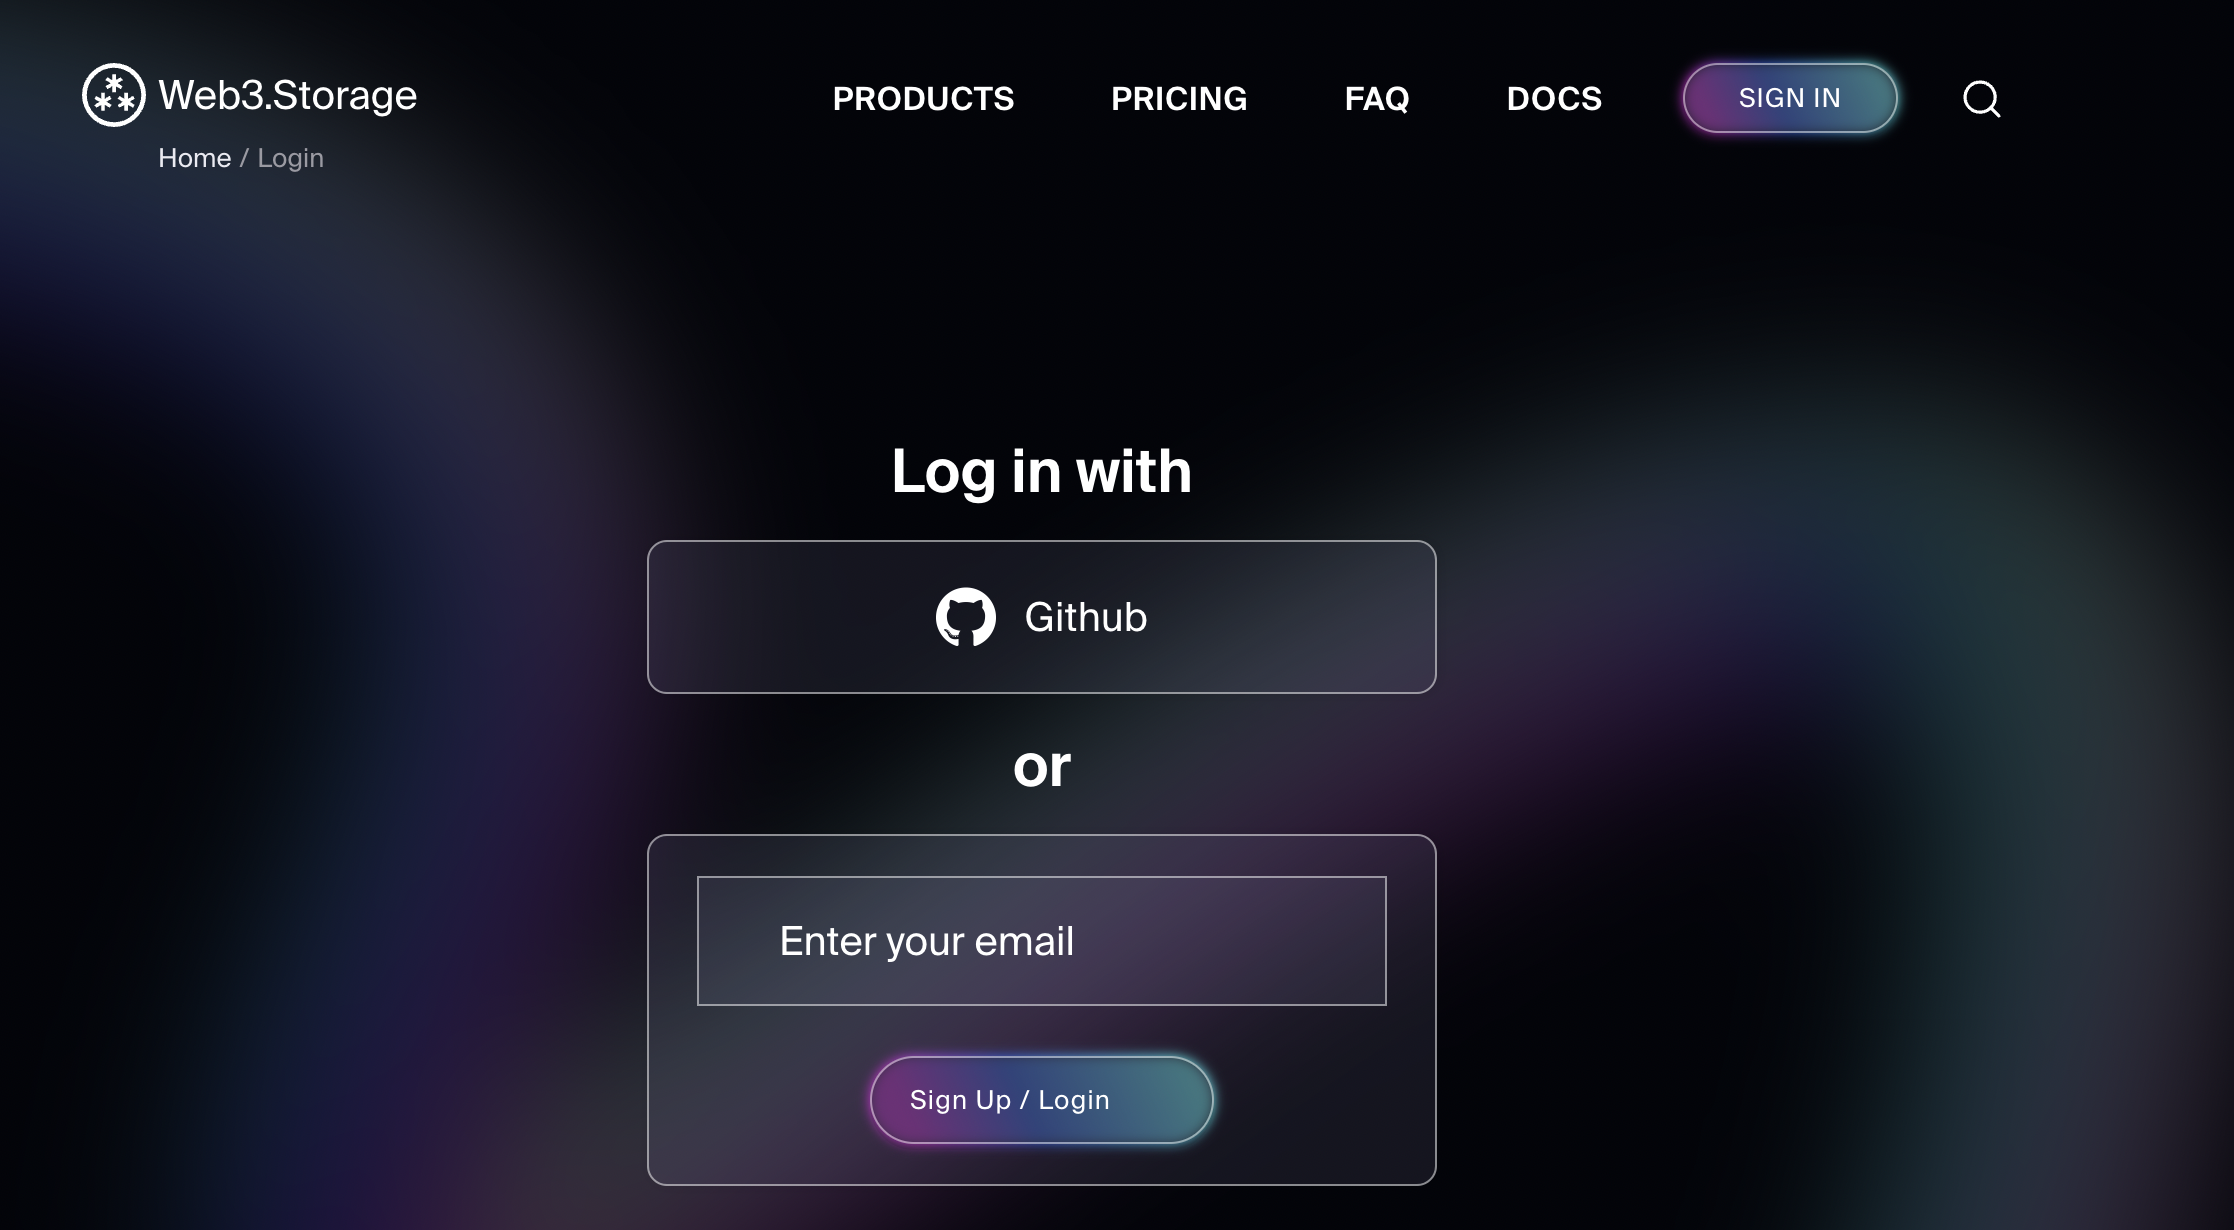 Web3.Storage
PRODUCTS PRICING FAQ DOCS SIGN IN
Home / Login
Log in with
Github
or
Enter your email
Sign Up / Login